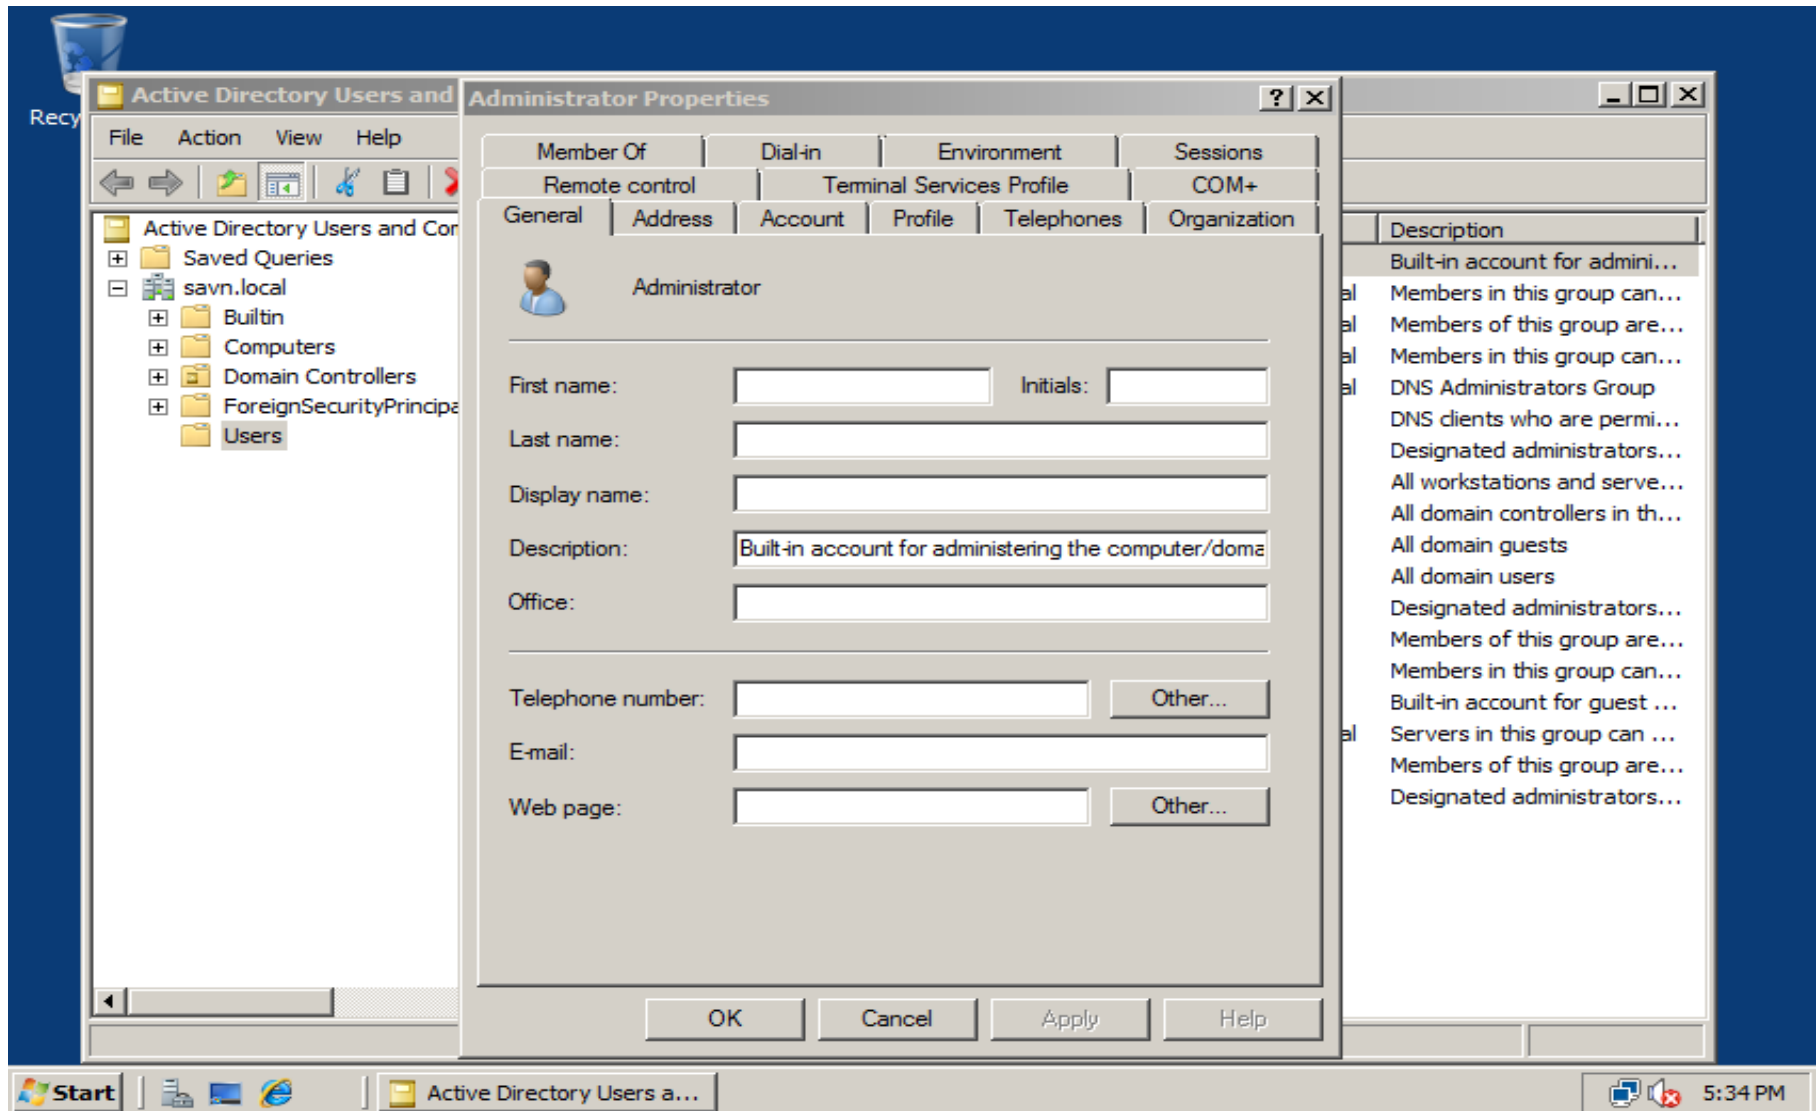 Recy
Active Directory Users and
Administrator Properties
File Action View Help
Member Of Dial-in Environment Sessions
Remote control Terminal Services Profile COM+
General Address Account Profile Telephones Organization
Active Directory Users and Cor
Saved Queries
savn.local
Builtin
Computers
Domain Controllers
ForeignSecurityPrincipa
Users
Administrator
First name: Initials:
Last name:
Display name:
Description: Built-in account for administering the computer/doma
Office:
Telephone number: Other...
E-mail:
Web page: Other...
OK Cancel Apply Help
Description
Built-in account for admini...
al Members in this group can...
al Members of this group are...
al Members in this group can...
al DNS Administrators Group
DNS clients who are permi...
Designated administrators...
All workstations and serve...
All domain controllers in th...
All domain guests
All domain users
Designated administrators...
Members of this group are...
Members in this group can...
Built-in account for guest ...
al Servers in this group can ...
Members of this group are...
Designated administrators...
Start Active Directory Users a... 5:34 PM